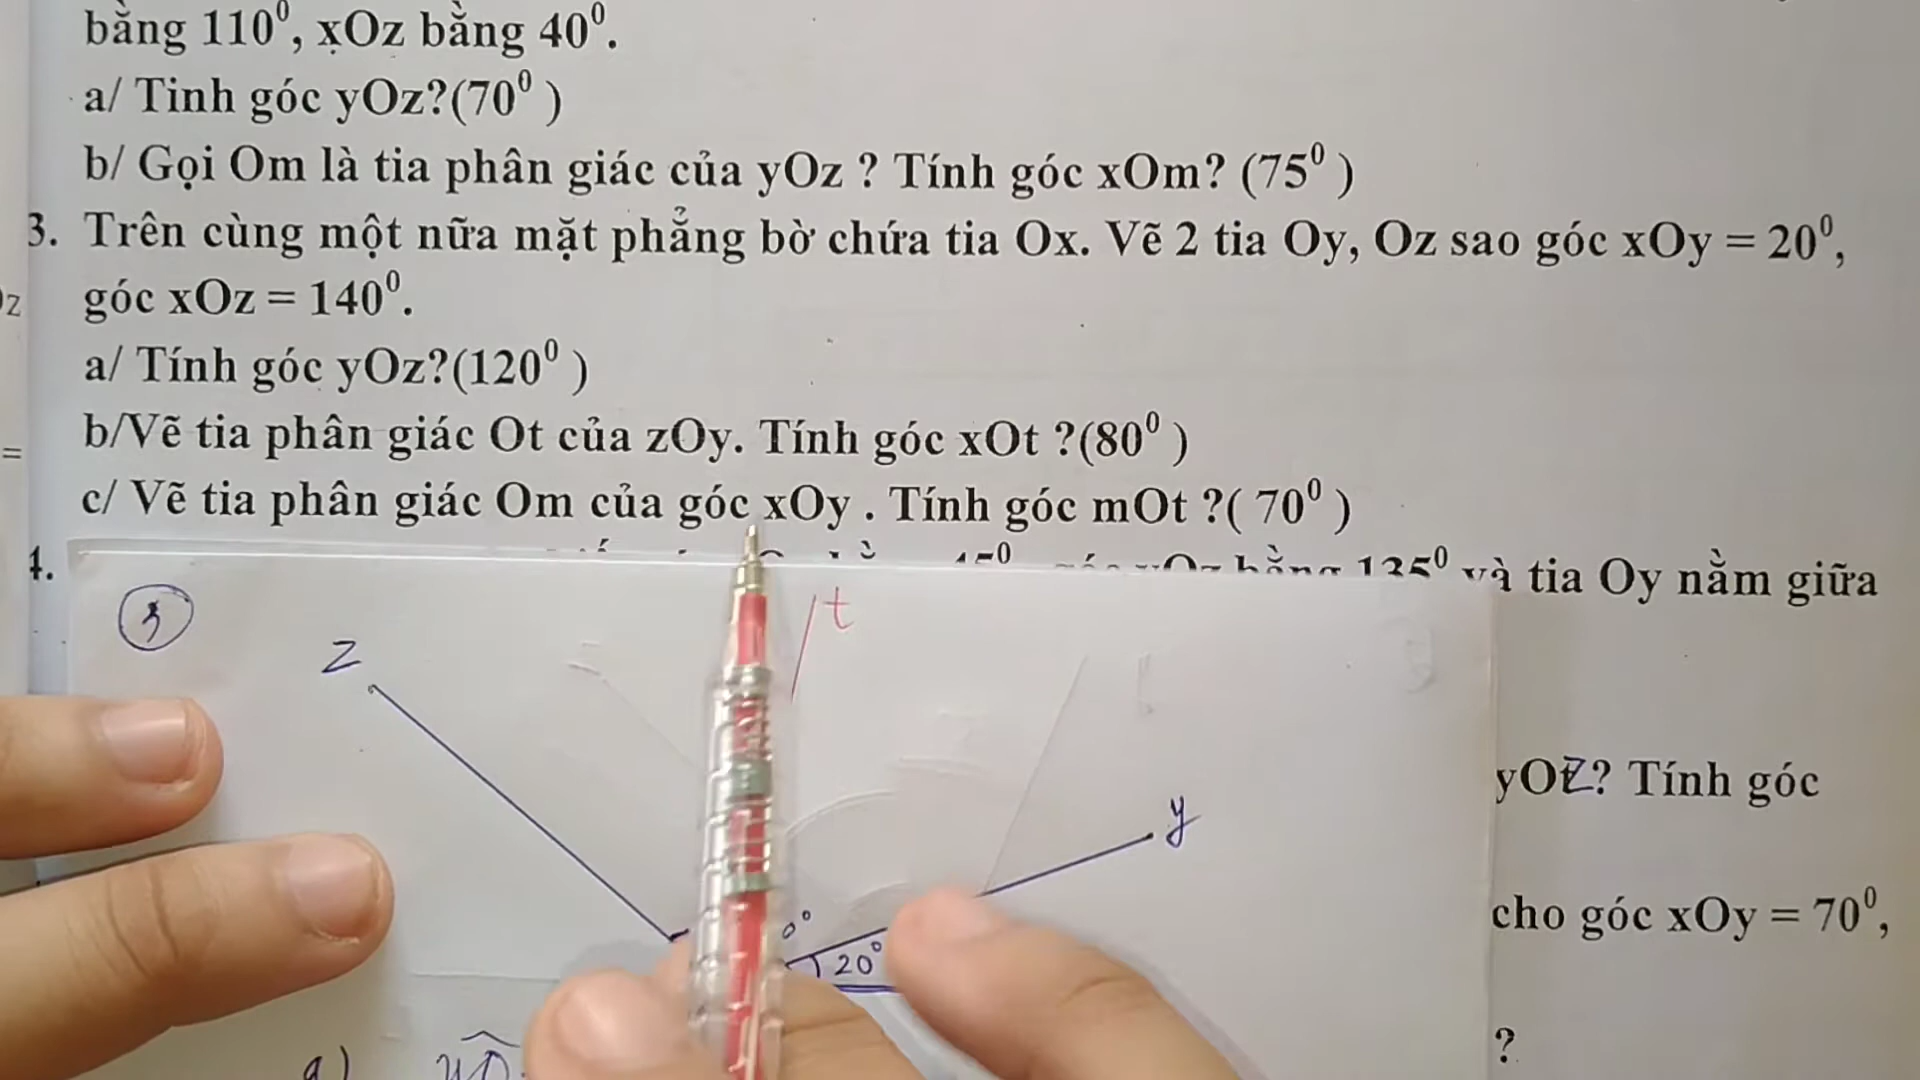 bằng 110⁰, xOz bằng 40⁰.
a/ Tinh góc yOz?(70⁰ )
b/ Gọi Om là tia phân giác của yOz ? Tính góc xOm? (75⁰ )
3. Trên cùng một nữa mặt phẳng bờ chứa tia Ox. Vẽ 2 tia Oy, Oz sao góc xOy = 20⁰,
góc xOz = 140⁰.
a/ Tính góc yOz?(120⁰ )
b/Vẽ tia phân giác Ot của zOy. Tính góc xOt ?(80⁰ )
c/ Vẽ tia phân giác Om của góc xOy . Tính góc mOt ?( 70⁰ )
4. bằng 135⁰ và tia Oy nằm giữa
3
t
z
yOZ? Tính góc
y
cho góc xOy = 70⁰,
20⁰
?
a)
z
=